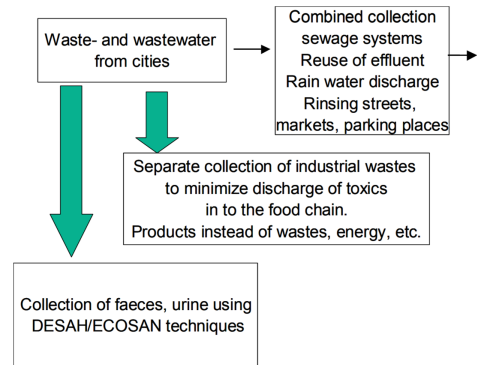 Waste- and wastewater
from cities
Combined collection
sewage systems
Reuse of effluent
Rain water discharge
Rinsing streets,
markets, parking places
Separate collection of industrial wastes
to minimize discharge of toxics
in to the food chain.
Products instead of wastes, energy, etc.
Collection of faeces, urine using
DESAH/ECOSAN techniques